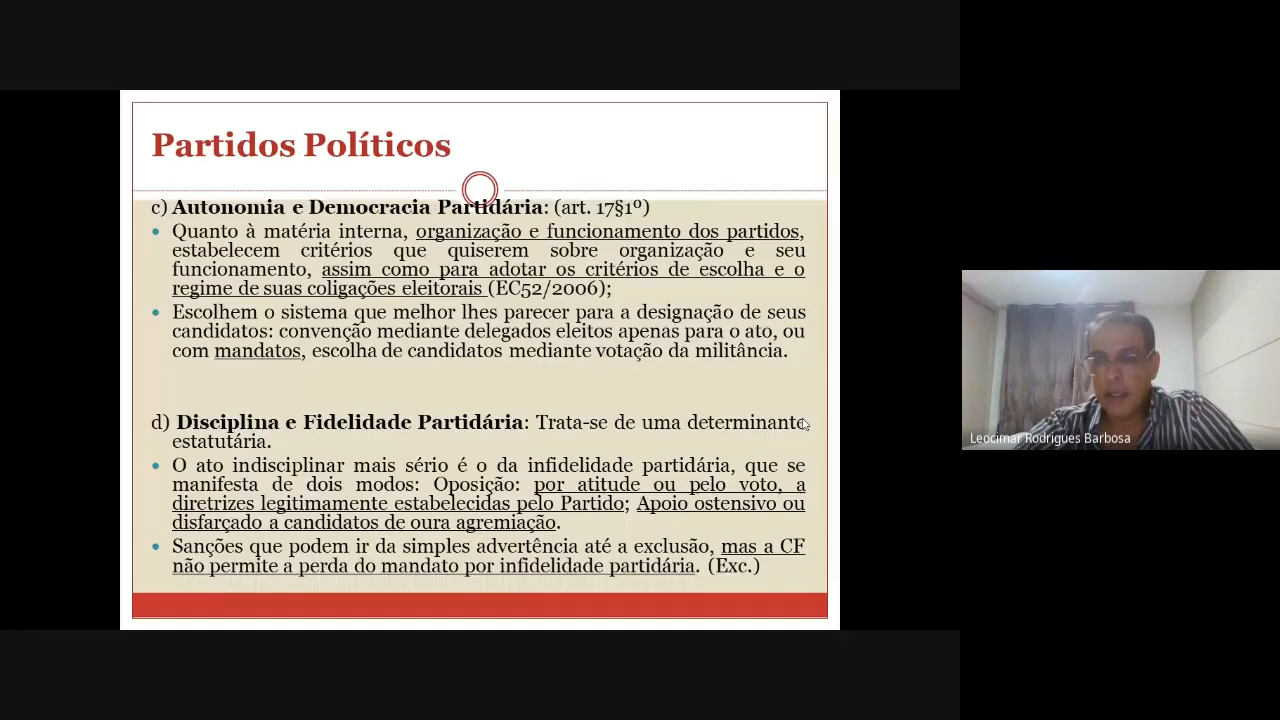 Partidos Políticos
c) Autonomia e Democracia Partidária: (art. 17§1º)
• Quanto à matéria interna, organização e funcionamento dos partidos,
estabelecem critérios que quiserem sobre organização e seu
funcionamento, assim como para adotar os critérios de escolha e o
regime de suas coligações eleitorais (EC52/2006);
• Escolhem o sistema que melhor lhes parecer para a designação de seus
candidatos: convenção mediante delegados eleitos apenas para o ato, ou
com mandatos, escolha de candidatos mediante votação da militância.
d) Disciplina e Fidelidade Partidária: Trata-se de uma determinante
estatutária.
• O ato indisciplinar mais sério é o da infidelidade partidária, que se
manifesta de dois modos: Oposição: por atitude ou pelo voto, a
diretrizes legitimamente estabelecidas pelo Partido; Apoio ostensivo ou
disfarçado a candidatos de oura agremiação.
• Sanções que podem ir da simples advertência até a exclusão, mas a CF
não permite a perda do mandato por infidelidade partidária. (Exc.)
Leocimar Rodrigues Barbosa